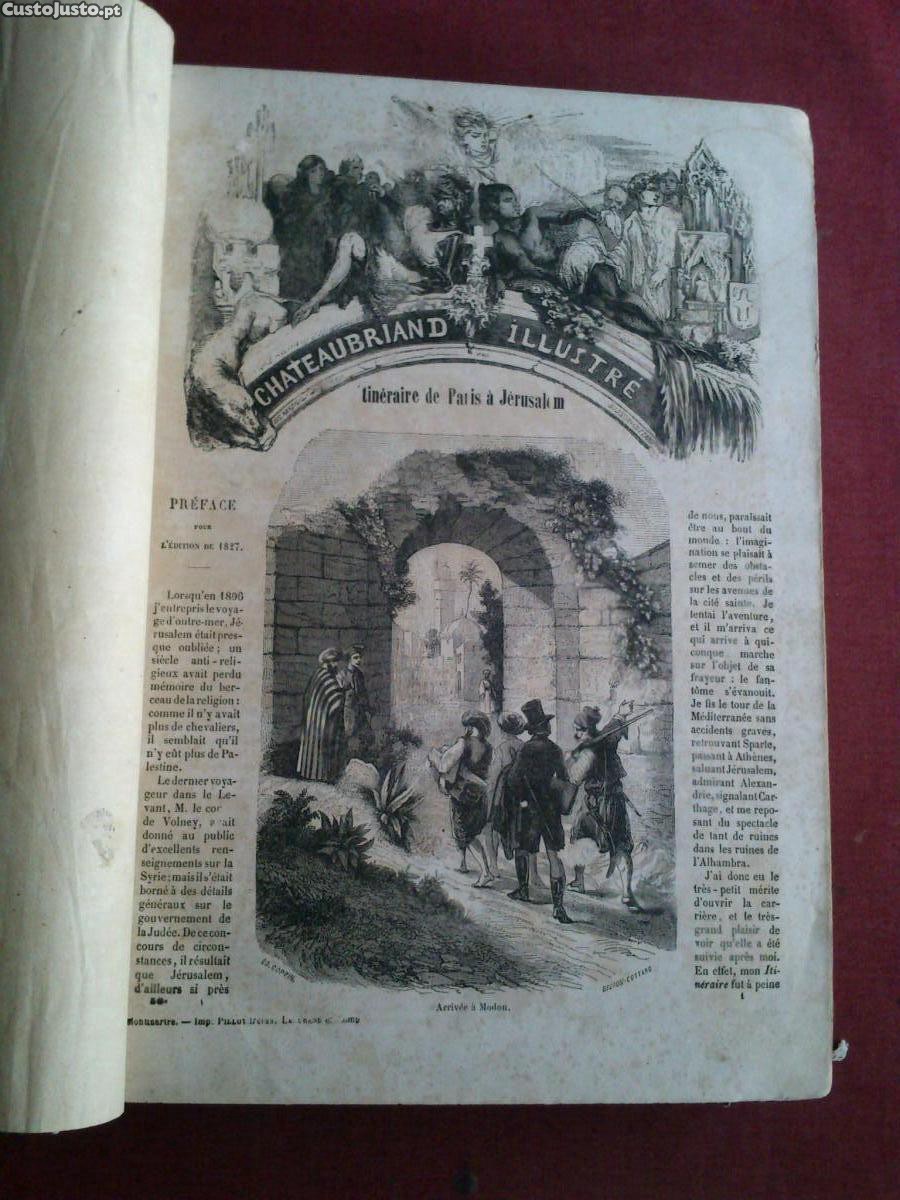 CustoJusto.pt
CHATEAUBRIAND ILLUSTRÉ
tinéraire de Paris à Jérusalem
PRÉFACE
POUR
L'ÉDITION DE 1827.
Lorsqu'en 1806
j'entrepris le voya-
ge d'outre-mer, Jé-
rusalem était pres-
que oubliée; un
siècle anti-reli-
gieux avait perdu
mémoire du ber-
ceau de la religion:
comme il n'y avait
plus de chevaliers,
il semblait qu'il
n'y eût plus de Pa-
lestine.
Le dernier voya-
geur dans le Le-
vant, M. le co
de Volney, avait
donné au public
d'excellents ren-
seignements sur la
Syrie; mais il s'était
borné à des détails
généraux sur le
gouvernement de
la Judée. De ce con-
cours de circon-
stances, il résultait
que Jérusalem,
d'ailleurs si près
1
de nous, paraissait
être au bout du
monde : l'imagi-
nation se plaisait à
semer des obsta-
cles et des périls
sur les avenues de
la cité sainte. Je
tentai l'aventure,
et il m'arriva ce
qui arrive à qui-
conque marche
sur l'objet de sa
frayeur : le fan-
tôme s'évanouit.
Je fis le tour de la
Méditerranée sans
accidents graves,
retrouvant Sparte,
passant à Athènes,
saluant Jérusalem,
admirant Alexan-
drie, signalant Car-
thage, et me repo-
sant du spectacle
de tant de ruines
dans les ruines de
l'Alhambra.
J'ai donc eu le
très-petit mérite
d'ouvrir la car-
rière, et le très-
grand plaisir de
voir qu'elle a été
suivie après moi.
En effet, mon Iti-
néraire fut à peine
1
ED. COPPIN
COTTARD
Arrivée à Modon.
Montmartre. — Imp. PILLOY